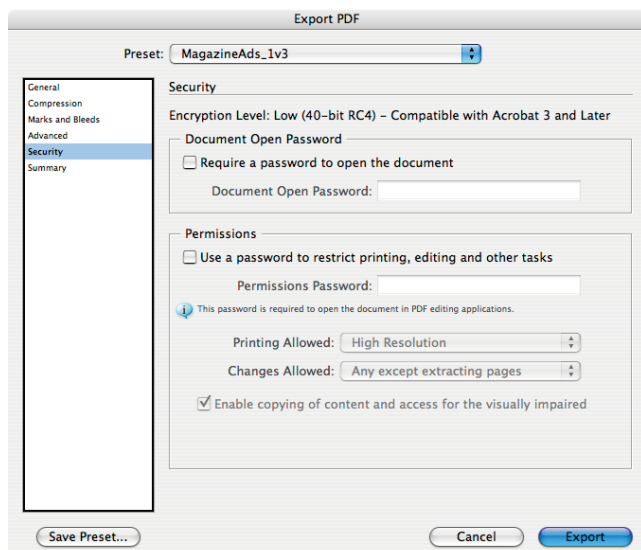 Export PDF
Preset: MagazineAds_1v3
General
Compression
Marks and Bleeds
Advanced
Security
Summary
Security
Encryption Level: Low (40-bit RC4) – Compatible with Acrobat 3 and Later
Document Open Password
Require a password to open the document
Document Open Password:
Permissions
Use a password to restrict printing, editing and other tasks
Permissions Password:
This password is required to open the document in PDF editing applications.
Printing Allowed: High Resolution
Changes Allowed: Any except extracting pages
Enable copying of content and access for the visually impaired
Save Preset... Cancel Export